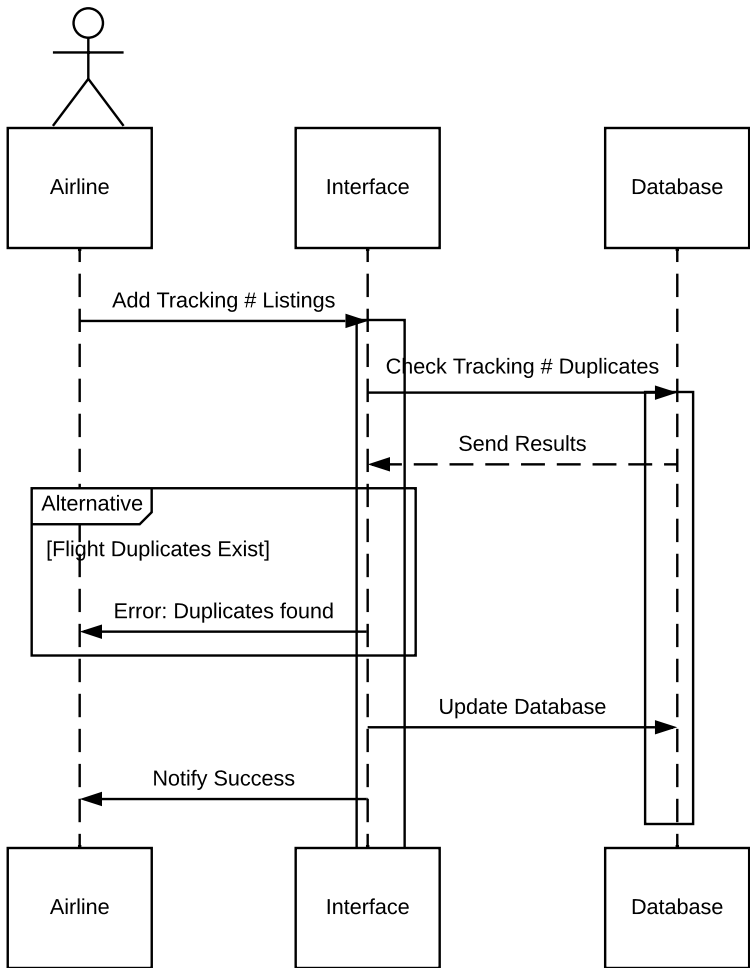 Airline
Interface
Database
Add Tracking # Listings
Check Tracking # Duplicates
Send Results
Alternative
[Flight Duplicates Exist]
Error: Duplicates found
Update Database
Notify Success
Airline
Interface
Database